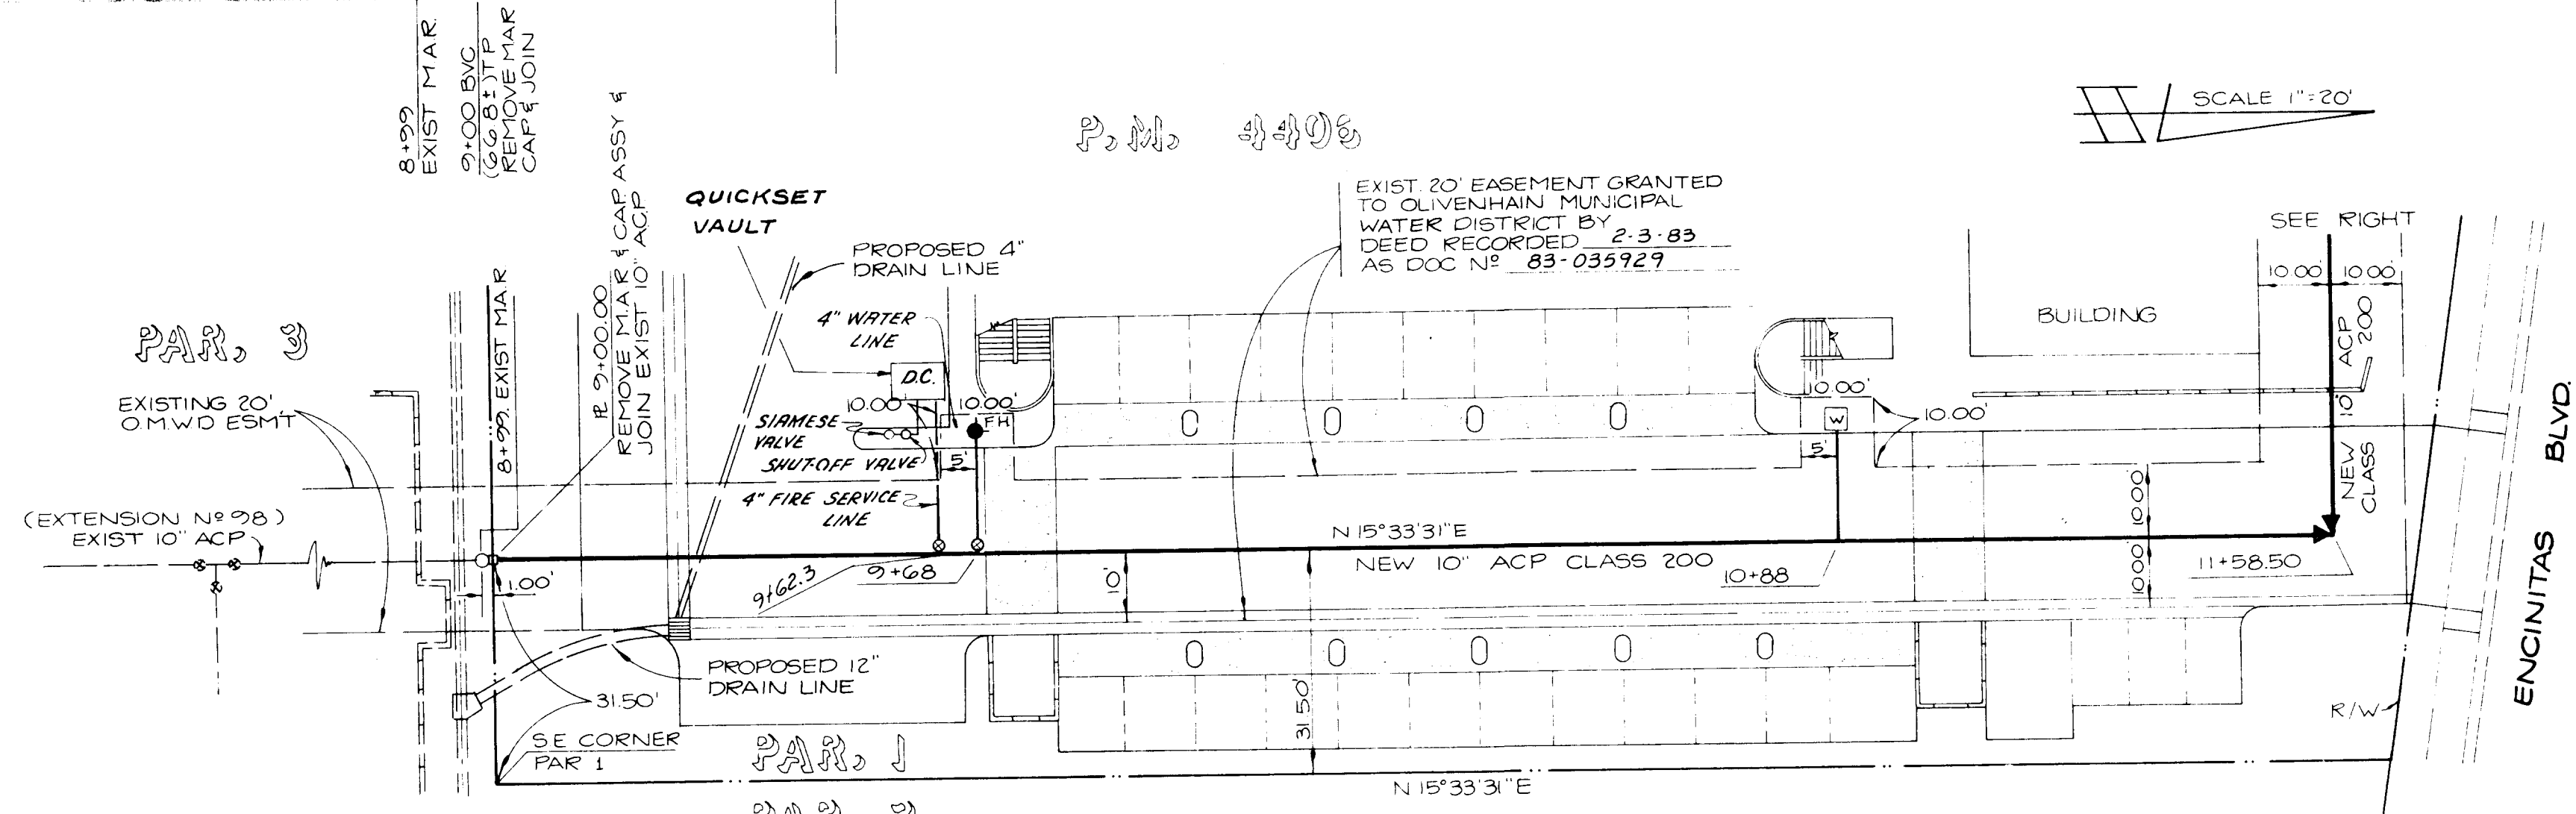 8+99
EXIST MAR.
9+00 BVC
(66.8±) TP
REMOVE MAR
CAP & JOIN
P.M. 4406
SCALE 1"=20'
QUICKSET
VAULT
PROPOSED 4"
DRAIN LINE
EXIST. 20' EASEMENT GRANTED
TO OLIVENHAIN MUNICIPAL
WATER DISTRICT BY
DEED RECORDED 2-3-83
AS DOC Nº 83-035929
SEE RIGHT
10.00' 10.00'
BUILDING
NEW 10" ACP
CLASS 200
PAR. 3
EXISTING 20'
O.M.W.D ESMT
8+99. EXIST MAR
9+00.00
REMOVE MAR & CAP ASSY &
JOIN EXIST 10" ACP
4" WATER
LINE
D.C.
10.00'
10.00'
FH
SIAMESE
VALVE
SHUT-OFF VALVE
5'
4" FIRE SERVICE
LINE
10.00'
W
10.00'
5'
(EXTENSION Nº 98)
EXIST 10" ACP
1.00'
N 15°33'31"E
NEW 10" ACP CLASS 200
9+62.3
9+68
10'
10+88
10.00'
10.00'
11+58.50
ENCINITAS BLVD.
PROPOSED 12"
DRAIN LINE
31.50'
31.50'
SE CORNER
PAR 1
PAR. 1
R/W
N 15°33'31"E